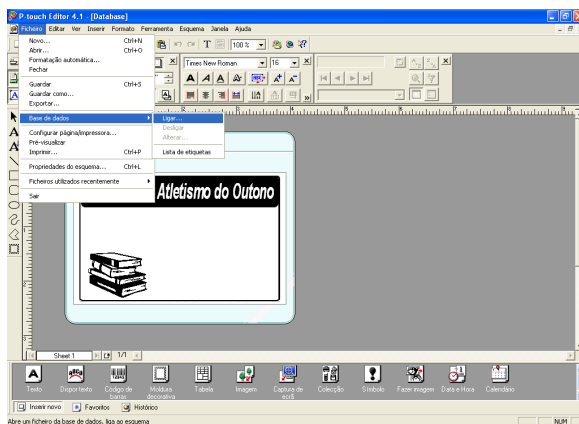 P-touch Editor 4.1 - [Database]
Ficheiro Editar Ver Inserir Formato Ferramenta Esquema Janela Ajuda
Novo... Ctrl+N
Abrir... Ctrl+O
Formatação automática...
Fechar
Guardar Ctrl+S
Guardar como...
Exportar...
Base de dados
Configurar página/impressora...
Pré-visualizar
Imprimir... Ctrl+P
Propriedades do esquema... Ctrl+L
Ficheiros utilizados recentemente
Sair
Ligar...
Desligar
Alterar...
Lista de etiquetas
100 %
Times New Roman 16
Atletismo do Outono
Sheet 1 1/1
Texto Dispor texto Código de barras Moldura decorativa Tabela Imagem Captura de ecrã Colecção Símbolo Fazer imagem Data e Hora Calendário
Inserir novo Favoritos Histórico
Abre um ficheiro da base de dados, liga ao esquema NUM